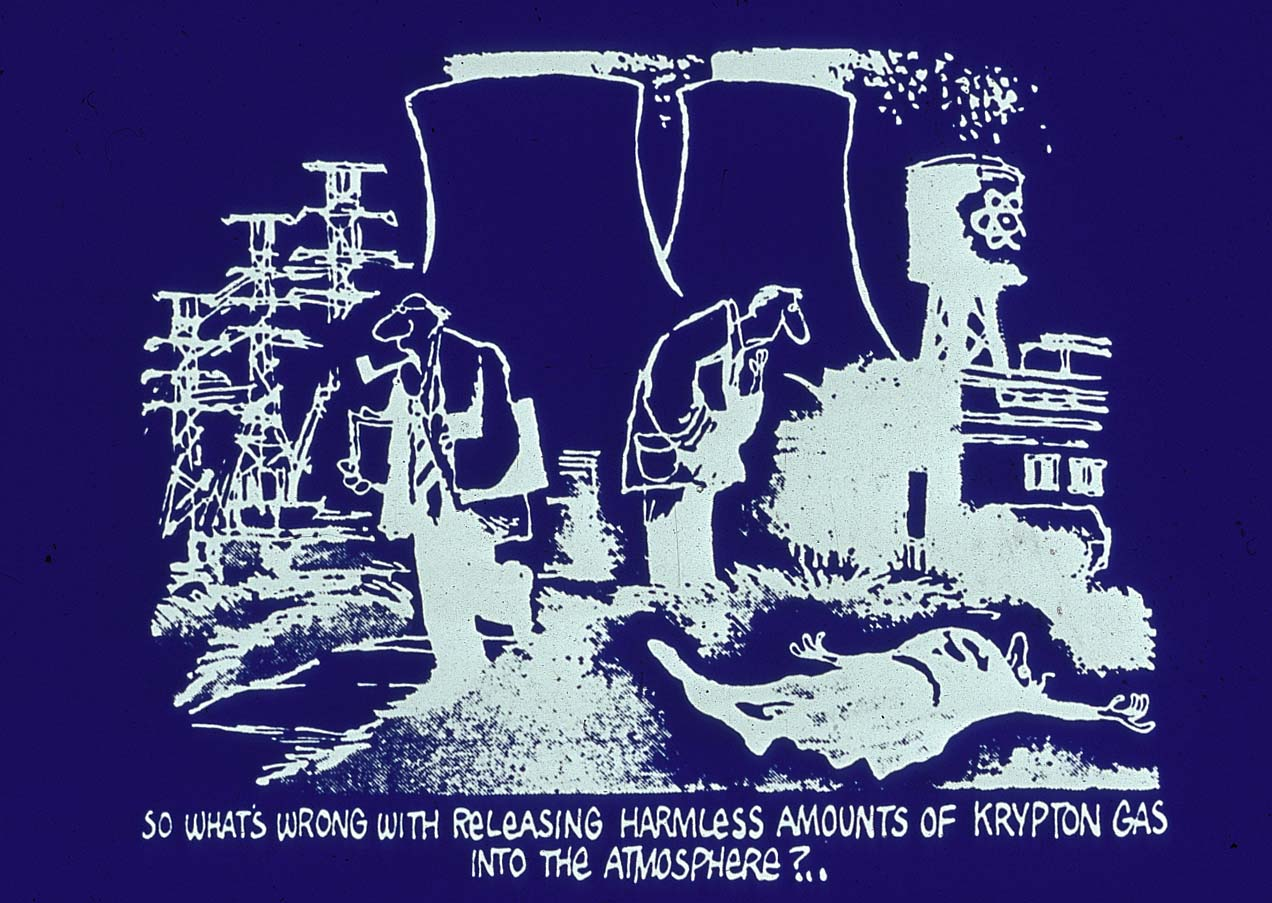 SO WHAT'S WRONG WITH RELEASING HARMLESS AMOUNTS OF KRYPTON GAS
INTO THE ATMOSPHERE?..